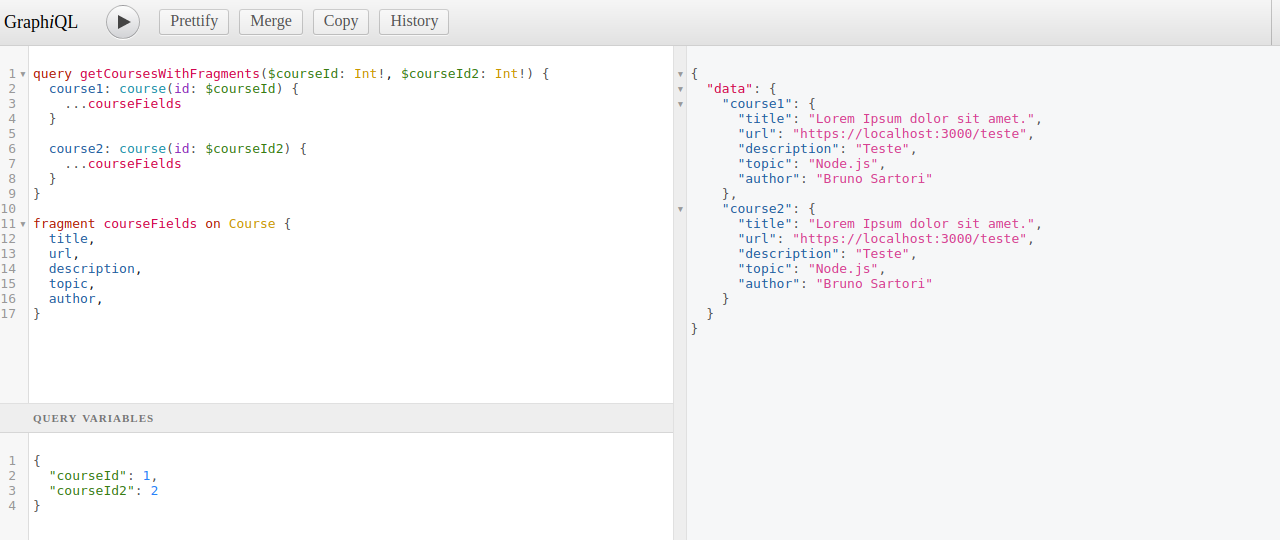 GraphiQL Prettify Merge Copy History
1 query getCoursesWithFragments($courseId: Int!, $courseId2: Int!) {
2   course1: course(id: $courseId) {
3     ...courseFields
4   }
5
6   course2: course(id: $courseId2) {
7     ...courseFields
8   }
9 }
10
11 fragment courseFields on Course {
12   title,
13   url,
14   description,
15   topic,
16   author,
17 }
QUERY VARIABLES
1 {
2   "courseId": 1,
3   "courseId2": 2
4 }
{
  "data": {
    "course1": {
      "title": "Lorem Ipsum dolor sit amet.",
      "url": "https://localhost:3000/teste",
      "description": "Teste",
      "topic": "Node.js",
      "author": "Bruno Sartori"
    },
    "course2": {
      "title": "Lorem Ipsum dolor sit amet.",
      "url": "https://localhost:3000/teste",
      "description": "Teste",
      "topic": "Node.js",
      "author": "Bruno Sartori"
    }
  }
}